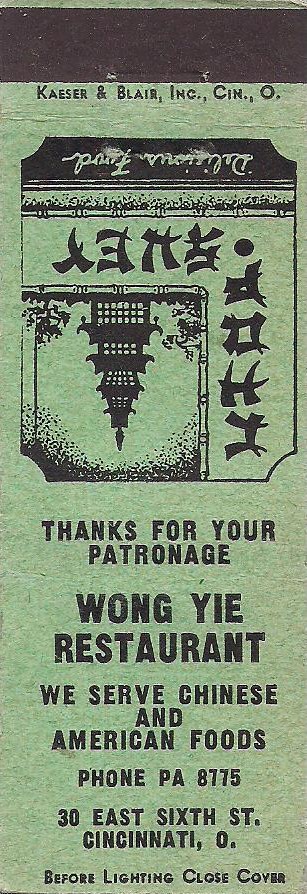 KAESER & BLAIR, INC., CIN., O.
Delicious Food
CHOP • SUEY
THANKS FOR YOUR
PATRONAGE
WONG YIE
RESTAURANT
WE SERVE CHINESE
AND
AMERICAN FOODS
PHONE PA 8775
30 EAST SIXTH ST.
CINCINNATI, O.
BEFORE LIGHTING CLOSE COVER